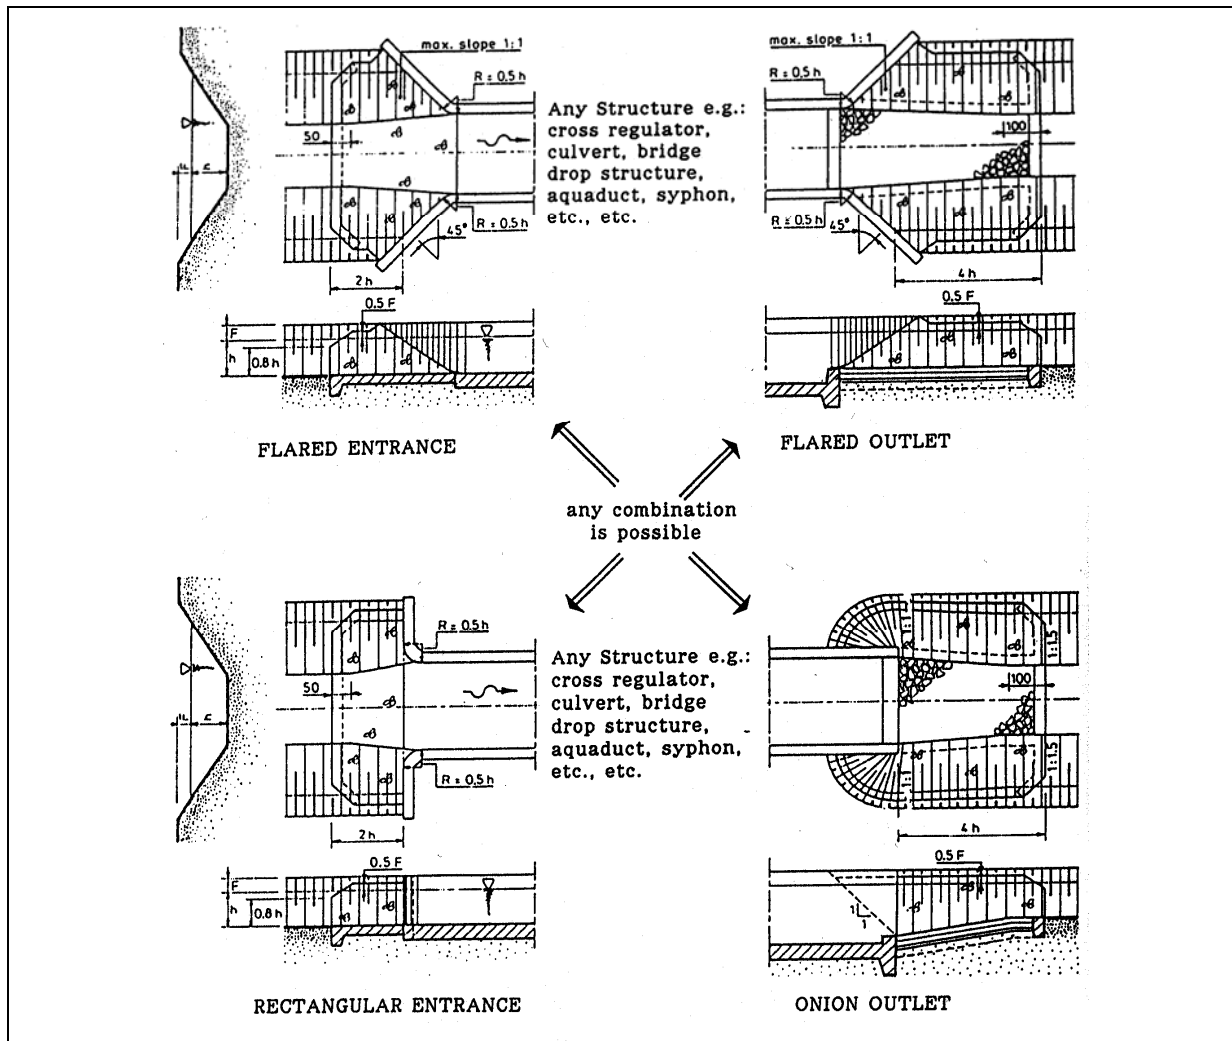 max. slope 1:1
R = 0,5 h
50
R = 0,5 h
45°
2 h
0.5 F
F
h
0.8 h
FLARED ENTRANCE
Any Structure e.g.:
cross regulator,
culvert, bridge
drop structure,
aquaduct, syphon,
etc., etc.
max. slope 1:1
R = 0,5 h
100
R = 0,5 h
45°
4 h
0.5 F
FLARED OUTLET
any combination
is possible
F
h
R = 0,5 h
50
R = 0,5 h
2 h
0.5 F
F
h
0.8 h
RECTANGULAR ENTRANCE
Any Structure e.g.:
cross regulator,
culvert, bridge
drop structure,
aquaduct, syphon,
etc., etc.
1:1
1:1.5
100
1:1
1:1.5
4 h
0.5 F
1
1
ONION OUTLET